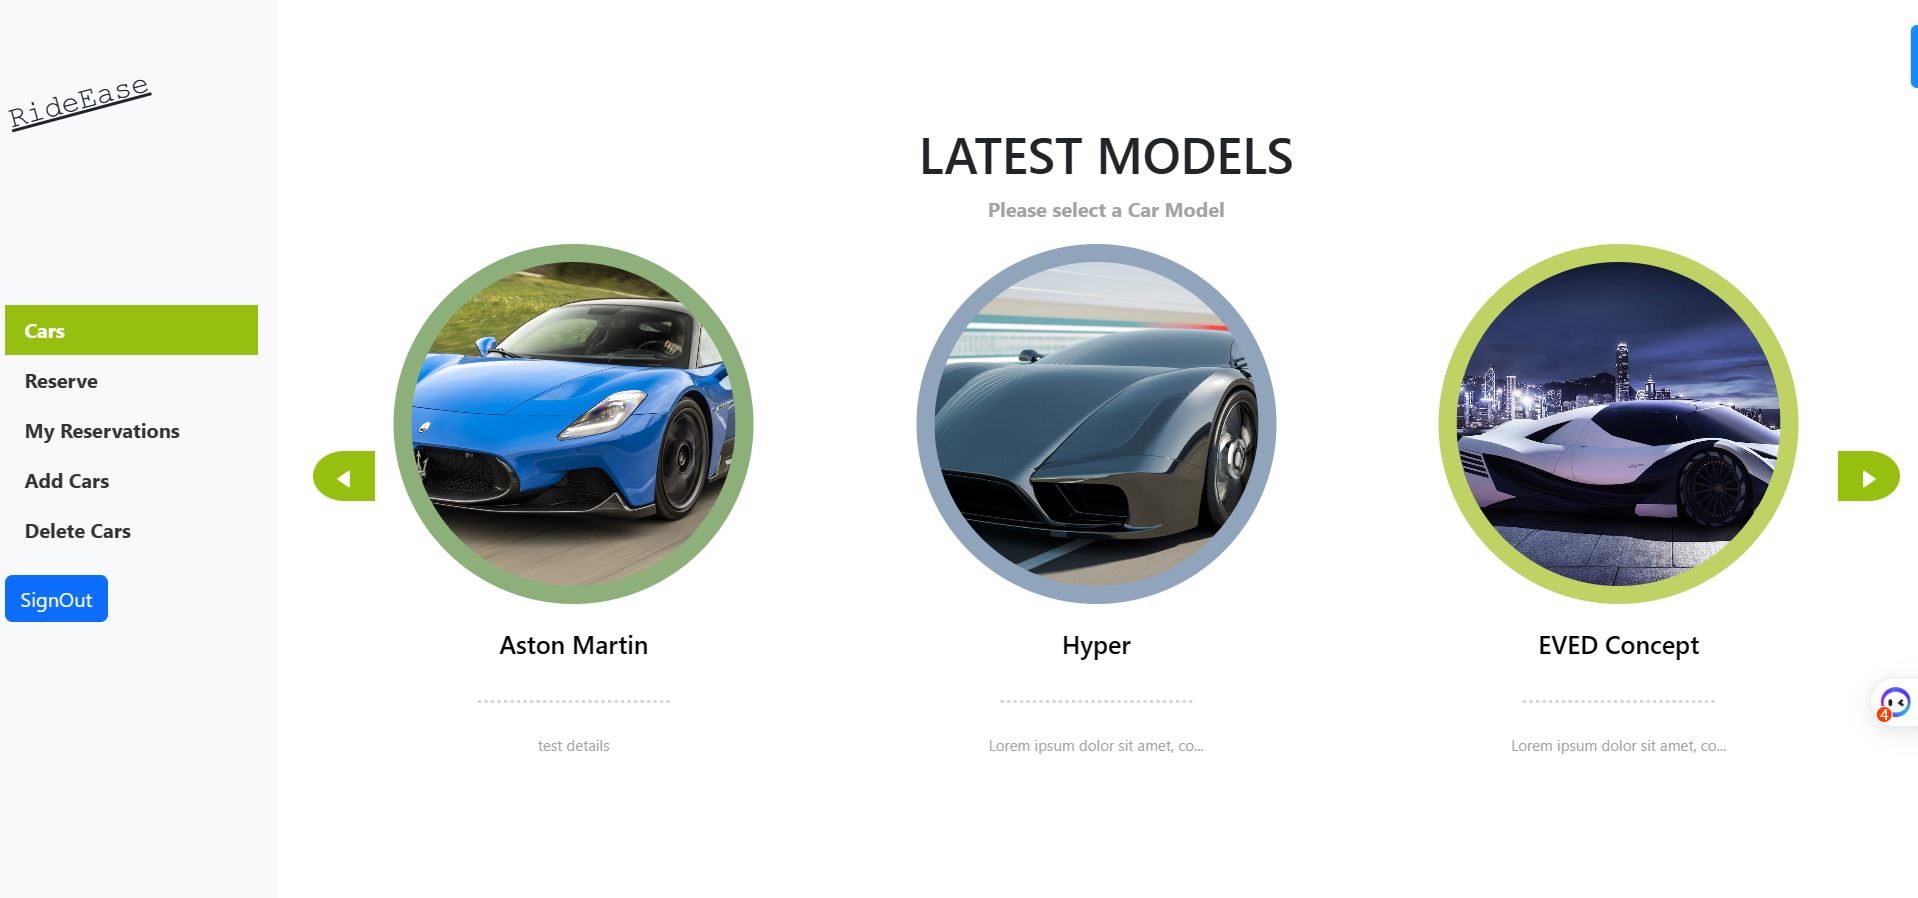 RideEase
Cars
Reserve
My Reservations
Add Cars
Delete Cars
SignOut
LATEST MODELS
Please select a Car Model
Aston Martin
test details
Hyper
Lorem ipsum dolor sit amet, co...
EVED Concept
Lorem ipsum dolor sit amet, co...
4